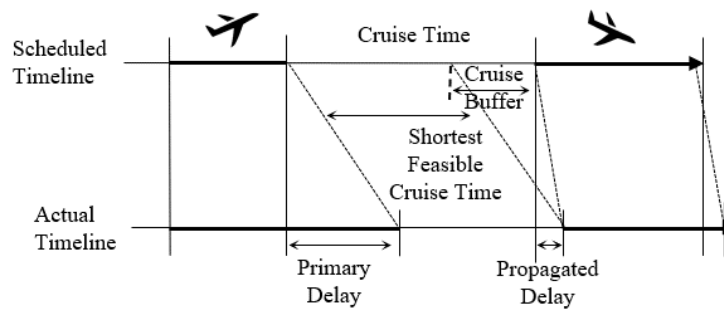 Scheduled
Timeline
Cruise Time
Cruise
Buffer
Shortest
Feasible
Cruise Time
Actual
Timeline
Primary
Delay
Propagated
Delay